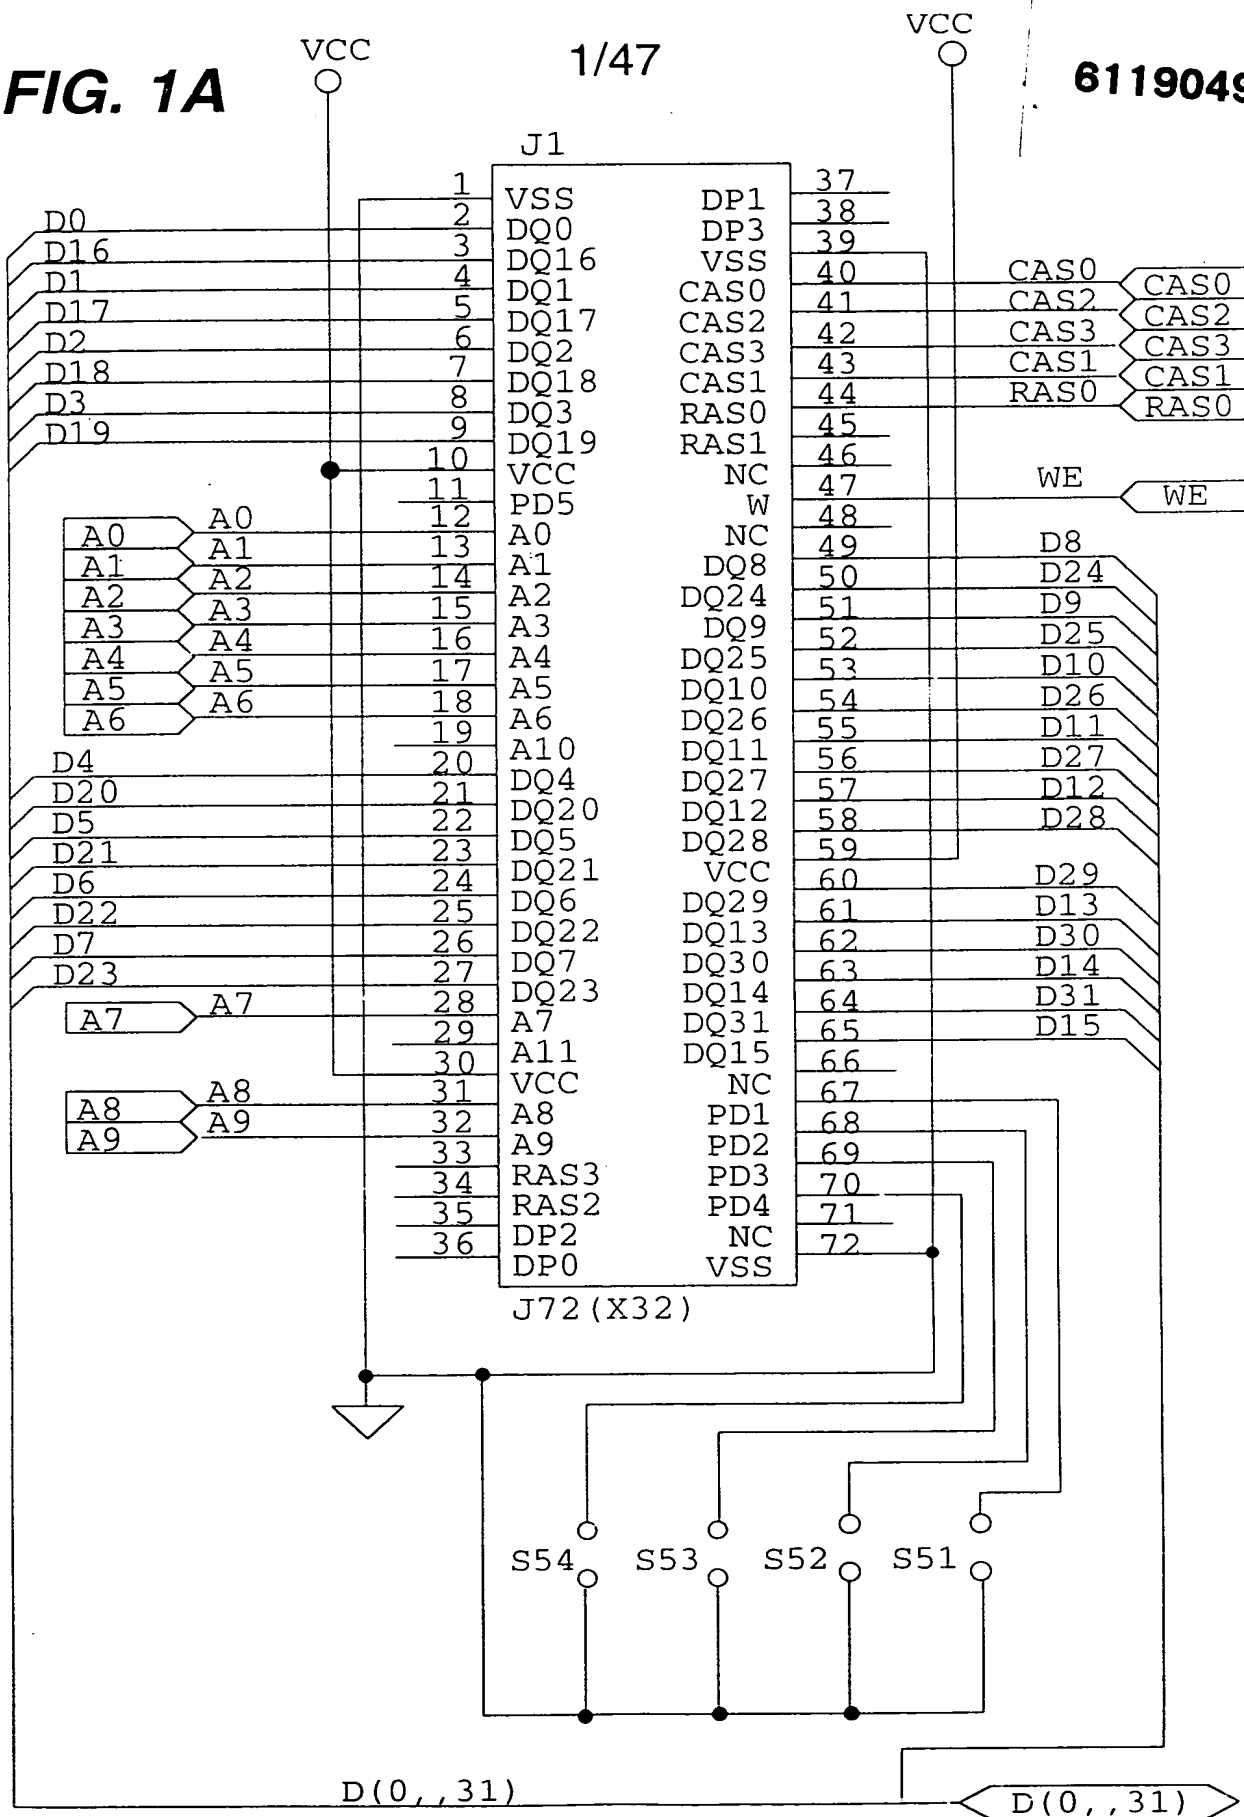 VCC
VCC
1/47
FIG. 1A
6119049
J1
1 VSS DP1 37
D0 2 DQ0 DP3 38
D16 3 DQ16 VSS 39
D1 4 DQ1 CAS0 40 CAS0 CAS0
D17 5 DQ17 CAS2 41 CAS2 CAS2
D2 6 DQ2 CAS3 42 CAS3 CAS3
D18 7 DQ18 CAS1 43 CAS1 CAS1
D3 8 DQ3 RAS0 44 RAS0 RAS0
D19 9 DQ19 RAS1 45
10 VCC NC 46
11 PD5 W 47 WE WE
A0 A0 12 A0 NC 48
A1 A1 13 A1 DQ8 49 D8
A2 A2 14 A2 DQ24 50 D24
A3 A3 15 A3 DQ9 51 D9
A4 A4 16 A4 DQ25 52 D25
A5 A5 17 A5 DQ10 53 D10
A6 A6 18 A6 DQ26 54 D26
19 A10 DQ11 55 D11
D4 20 DQ4 DQ27 56 D27
D20 21 DQ20 DQ12 57 D12
D5 22 DQ5 DQ28 58 D28
D21 23 DQ21 VCC 59
D6 24 DQ6 DQ29 60 D29
D22 25 DQ22 DQ13 61 D13
D7 26 DQ7 DQ30 62 D30
D23 27 DQ23 DQ14 63 D14
A7 A7 28 A7 DQ31 64 D31
29 A11 DQ15 65 D15
30 VCC NC 66
A8 A8 31 A8 PD1 67
A9 A9 32 A9 PD2 68
33 RAS3 PD3 69
34 RAS2 PD4 70
35 DP2 NC 71
36 DP0 VSS 72
J72(X32)
S54 S53 S52 S51
D(0,,31) D(0,,31)